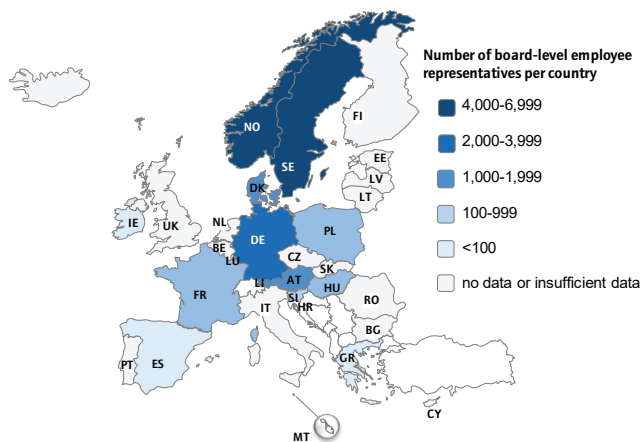 Number of board-level employee
representatives per country
4,000-6,999
2,000-3,999
1,000-1,999
100-999
<100
no data or insufficient data
NO
FI
SE
EE
LV
LT
DK
IE
UK
NL
BE
LU
DE
PL
CZ
SK
LI
AT
HU
FR
SI
HR
RO
IT
BG
PT
ES
GR
CY
MT